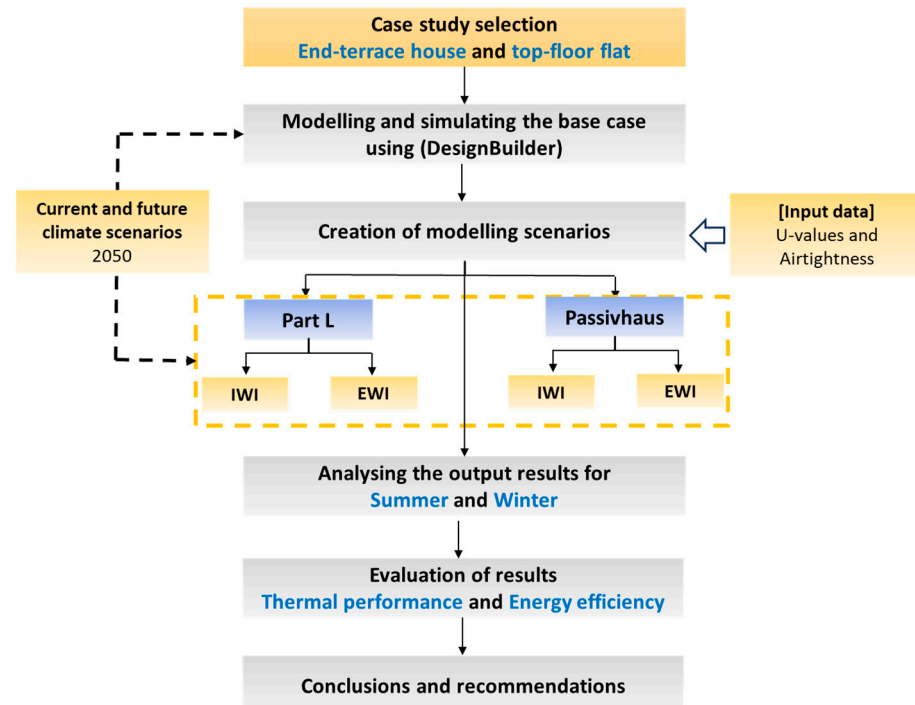 Case study selection
End-terrace house and top-floor flat
Modelling and simulating the base case
using (DesignBuilder)
Current and future
climate scenarios
2050
Creation of modelling scenarios
[Input data]
U-values and
Airtightness
Part L
Passivhaus
IWI
EWI
IWI
EWI
Analysing the output results for
Summer and Winter
Evaluation of results
Thermal performance and Energy efficiency
Conclusions and recommendations